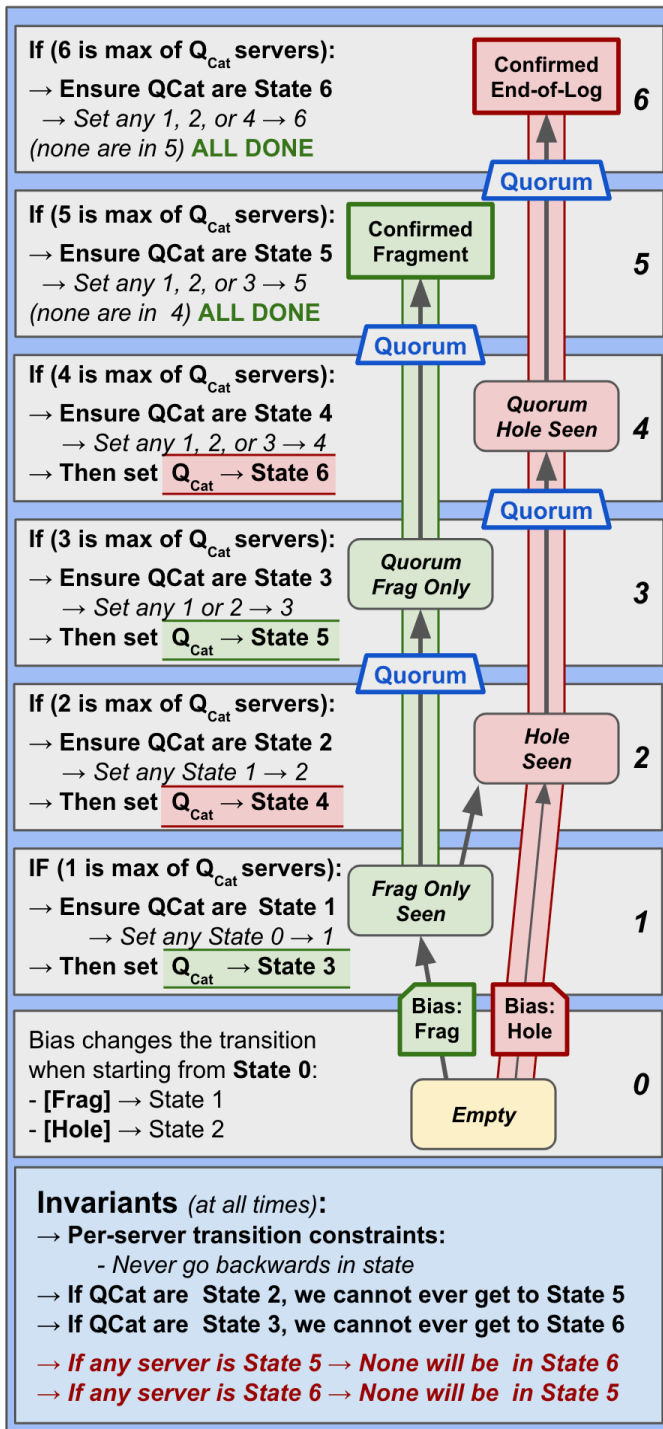 If (6 is max of QCat servers):
→ Ensure QCat are State 6
→ Set any 1, 2, or 4 → 6
(none are in 5) ALL DONE
Confirmed
End-of-Log
6
Quorum
If (5 is max of QCat servers):
→ Ensure QCat are State 5
→ Set any 1, 2, or 3 → 5
(none are in 4) ALL DONE
Confirmed
Fragment
5
Quorum
If (4 is max of QCat servers):
→ Ensure QCat are State 4
→ Set any 1, 2, or 3 → 4
→ Then set QCat → State 6
Quorum
Hole Seen
4
Quorum
If (3 is max of QCat servers):
→ Ensure QCat are State 3
→ Set any 1 or 2 → 3
→ Then set QCat → State 5
Quorum
Frag Only
3
Quorum
If (2 is max of QCat servers):
→ Ensure QCat are State 2
→ Set any State 1 → 2
→ Then set QCat → State 4
Hole
Seen
2
IF (1 is max of QCat servers):
→ Ensure QCat are State 1
→ Set any State 0 → 1
→ Then set QCat → State 3
Frag Only
Seen
1
Bias:
Frag
Bias:
Hole
Bias changes the transition
when starting from State 0:
- [Frag] → State 1
- [Hole] → State 2
Empty
0
Invariants (at all times):
→ Per-server transition constraints:
- Never go backwards in state
→ If QCat are State 2, we cannot ever get to State 5
→ If QCat are State 3, we cannot ever get to State 6
→ If any server is State 5 → None will be in State 6
→ If any server is State 6 → None will be in State 5